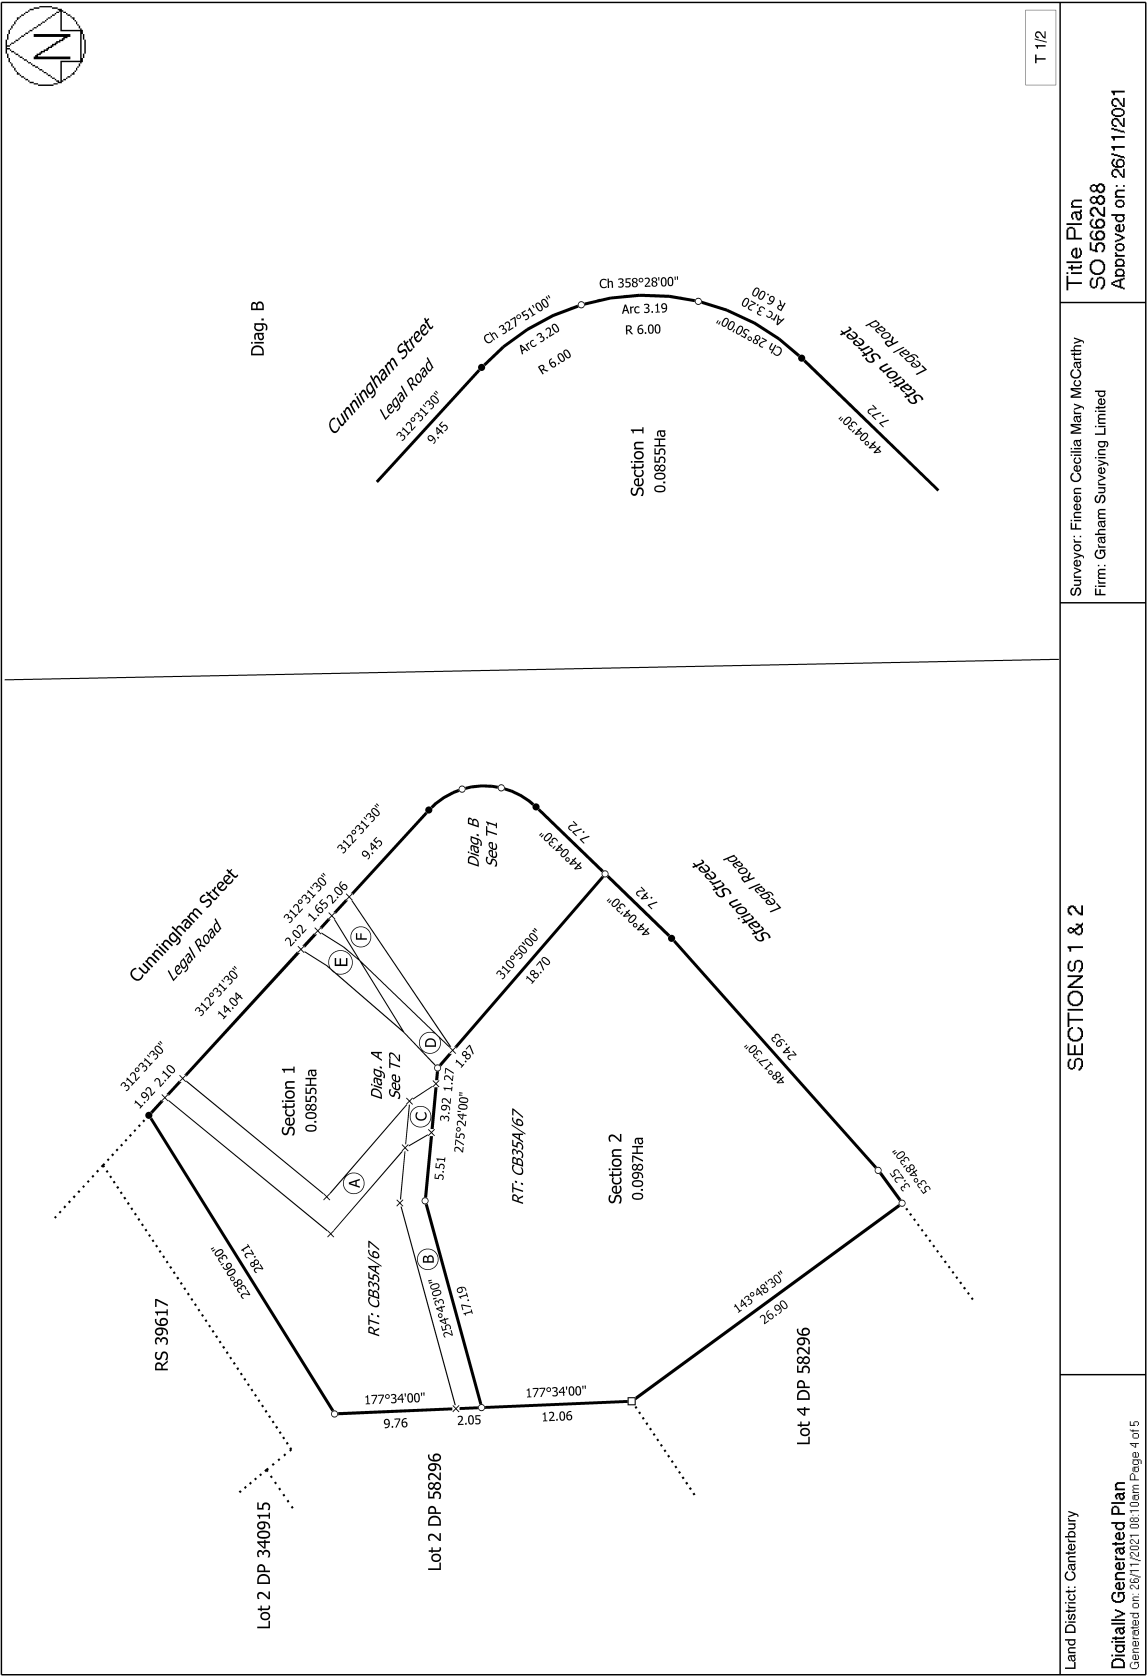 N
T 1/2
Diag. B
Cunningham Street
Legal Road
312°31'30"
9.45
Ch 327°51'00"
Arc 3.20
R 6.00
Ch 358°28'00"
Arc 3.19
R 6.00
Ch 28°50'00"
Arc 3.20
R 6.00
Section 1
0.0855Ha
44°04'30"
7.72
Station Street
Legal Road
Cunningham Street
Legal Road
312°31'30"
1.92
2.10
312°31'30"
14.04
312°31'30"
2.02
1.65
2.06
312°31'30"
9.45
Section 1
0.0855Ha
Diag. A
See T2
Diag. B
See T1
E
F
D
C
A
B
RT: CB35A/67
RS 39617
238°06'30"
28.21
Lot 2 DP 340915
177°34'00"
9.76
2.05
254°43'00"
17.19
5.51
3.92
1.27
275°24'00"
1.87
310°50'00"
18.70
44°04'30"
7.72
44°04'30"
7.42
Station Street
Legal Road
RT: CB35A/67
Section 2
0.0987Ha
48°17'30"
24.93
53°48'30"
3.25
143°48'30"
26.90
177°34'00"
12.06
Lot 2 DP 58296
Lot 4 DP 58296
Land District: Canterbury
Digitally Generated Plan
Generated on: 26/11/2021 08:10am Page 4 of 5
SECTIONS 1 & 2
Surveyor: Fineen Cecilia Mary McCarthy
Firm: Graham Surveying Limited
Title Plan
SO 566288
Approved on: 26/11/2021